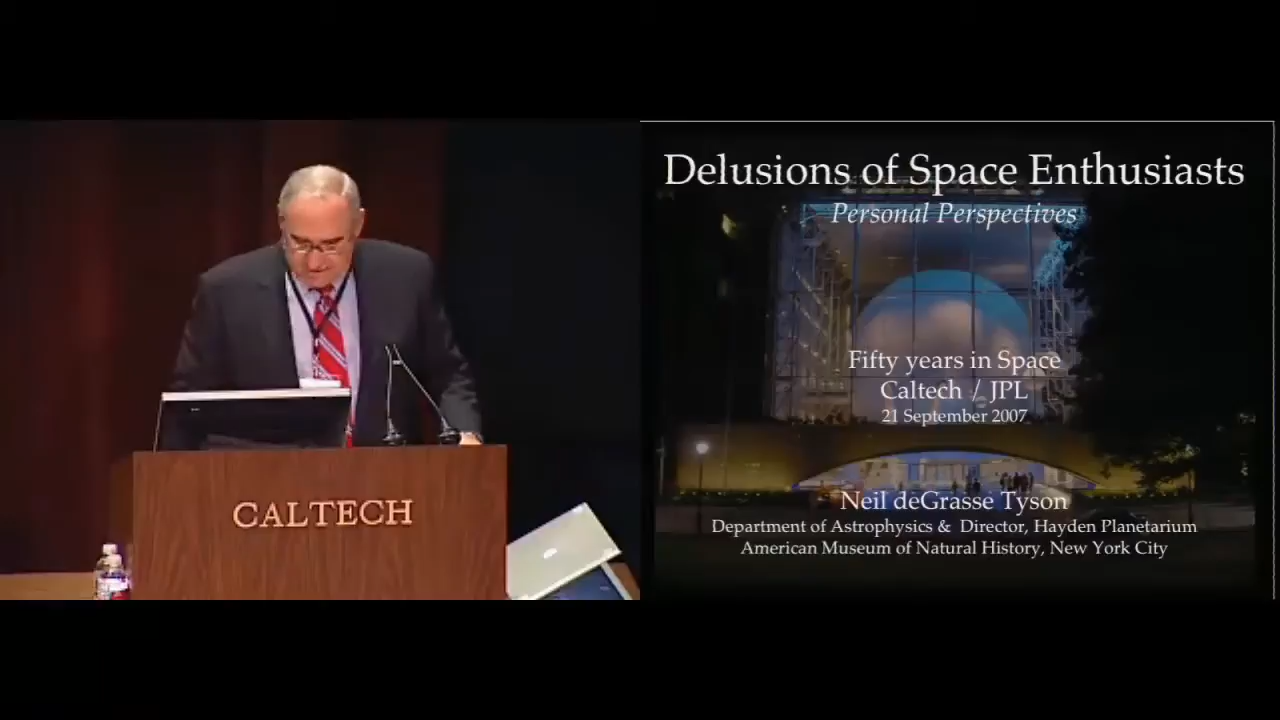 CALTECH
Delusions of Space Enthusiasts
Personal Perspectives
Fifty years in Space
Caltech / JPL
21 September 2007
Neil deGrasse Tyson
Department of Astrophysics & Director, Hayden Planetarium
American Museum of Natural History, New York City